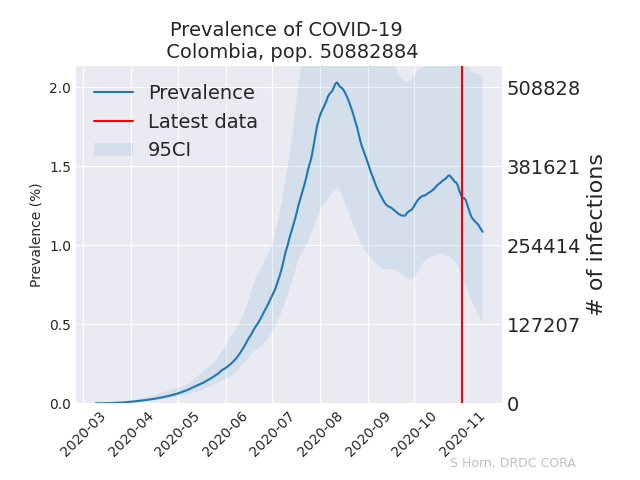 Prevalence of COVID-19
Colombia, pop. 50882884
Prevalence
Latest data
95CI
Prevalence (%)
2.0
1.5
1.0
0.5
0.0
508828
381621
254414
127207
0
# of infections
2020-03
2020-04
2020-05
2020-06
2020-07
2020-08
2020-09
2020-10
2020-11
S Horn, DRDC CORA